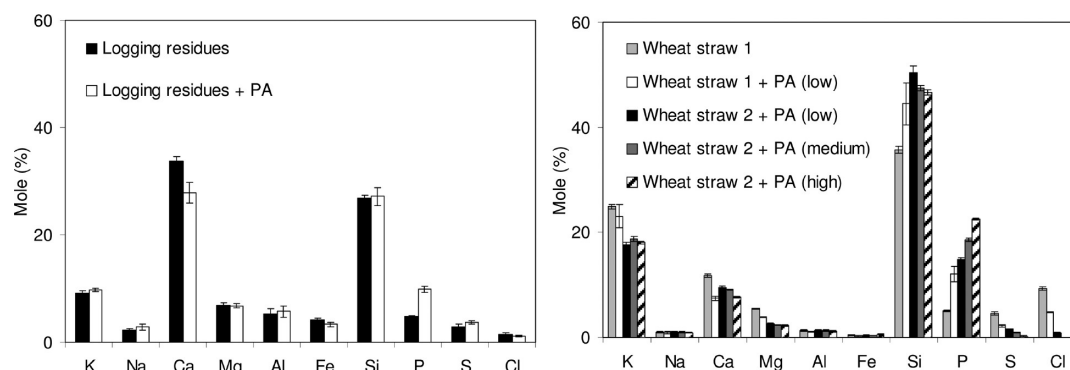 60
40
20
0
Mole (%)
Logging residues
Logging residues + PA
K Na Ca Mg Al Fe Si P S Cl
60
40
20
0
Mole (%)
Wheat straw 1
Wheat straw 1 + PA (low)
Wheat straw 2 + PA (low)
Wheat straw 2 + PA (medium)
Wheat straw 2 + PA (high)
K Na Ca Mg Al Fe Si P S Cl